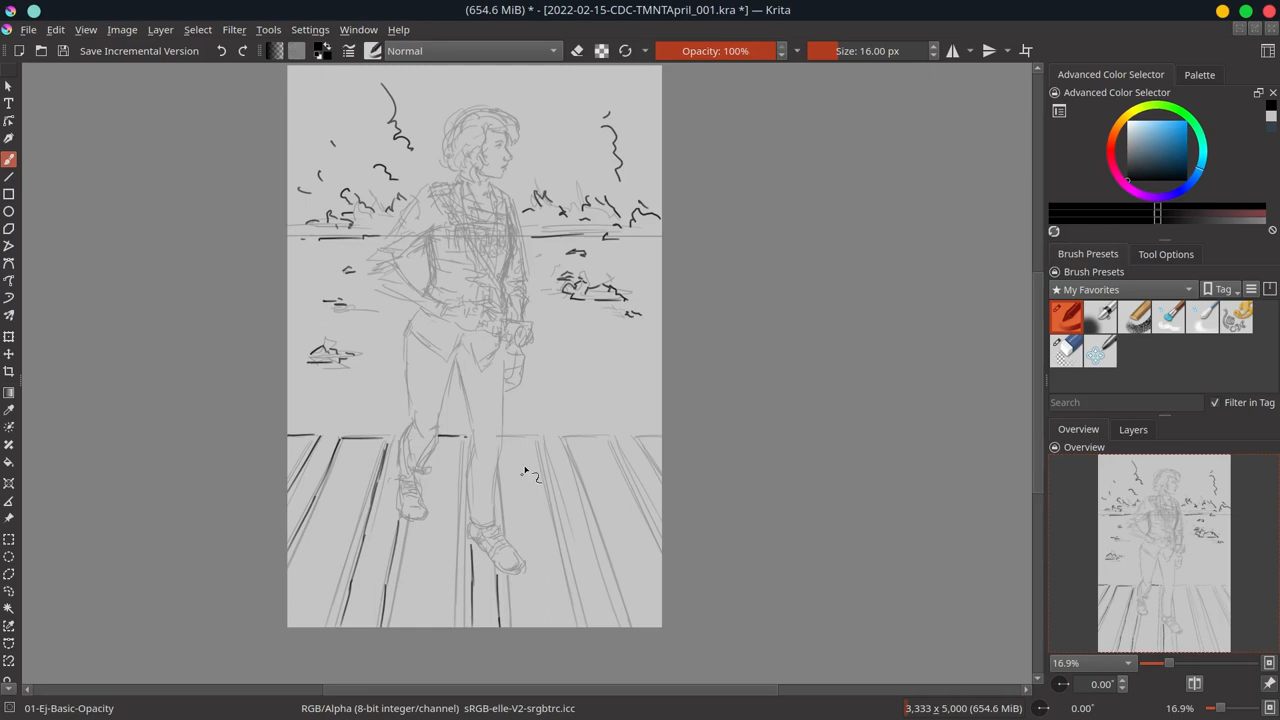 (654.6 MiB) * - [2022-02-15-CDC-TMNTApril_001.kra *] — Krita
File Edit View Image Layer Select Filter Tools Settings Window Help
Save Incremental Version Normal Opacity: 100% Size: 16.00 px
Advanced Color Selector Palette
Advanced Color Selector
Brush Presets Tool Options
Brush Presets
★ My Favorites Tag
Search Filter in Tag
Overview Layers
Overview
16.9%
0.00°
01-Ej-Basic-Opacity RGB/Alpha (8-bit integer/channel) sRGB-elle-V2-srgbtrc.icc 3,333 x 5,000 (654.6 MiB) 0.00° 16.9%